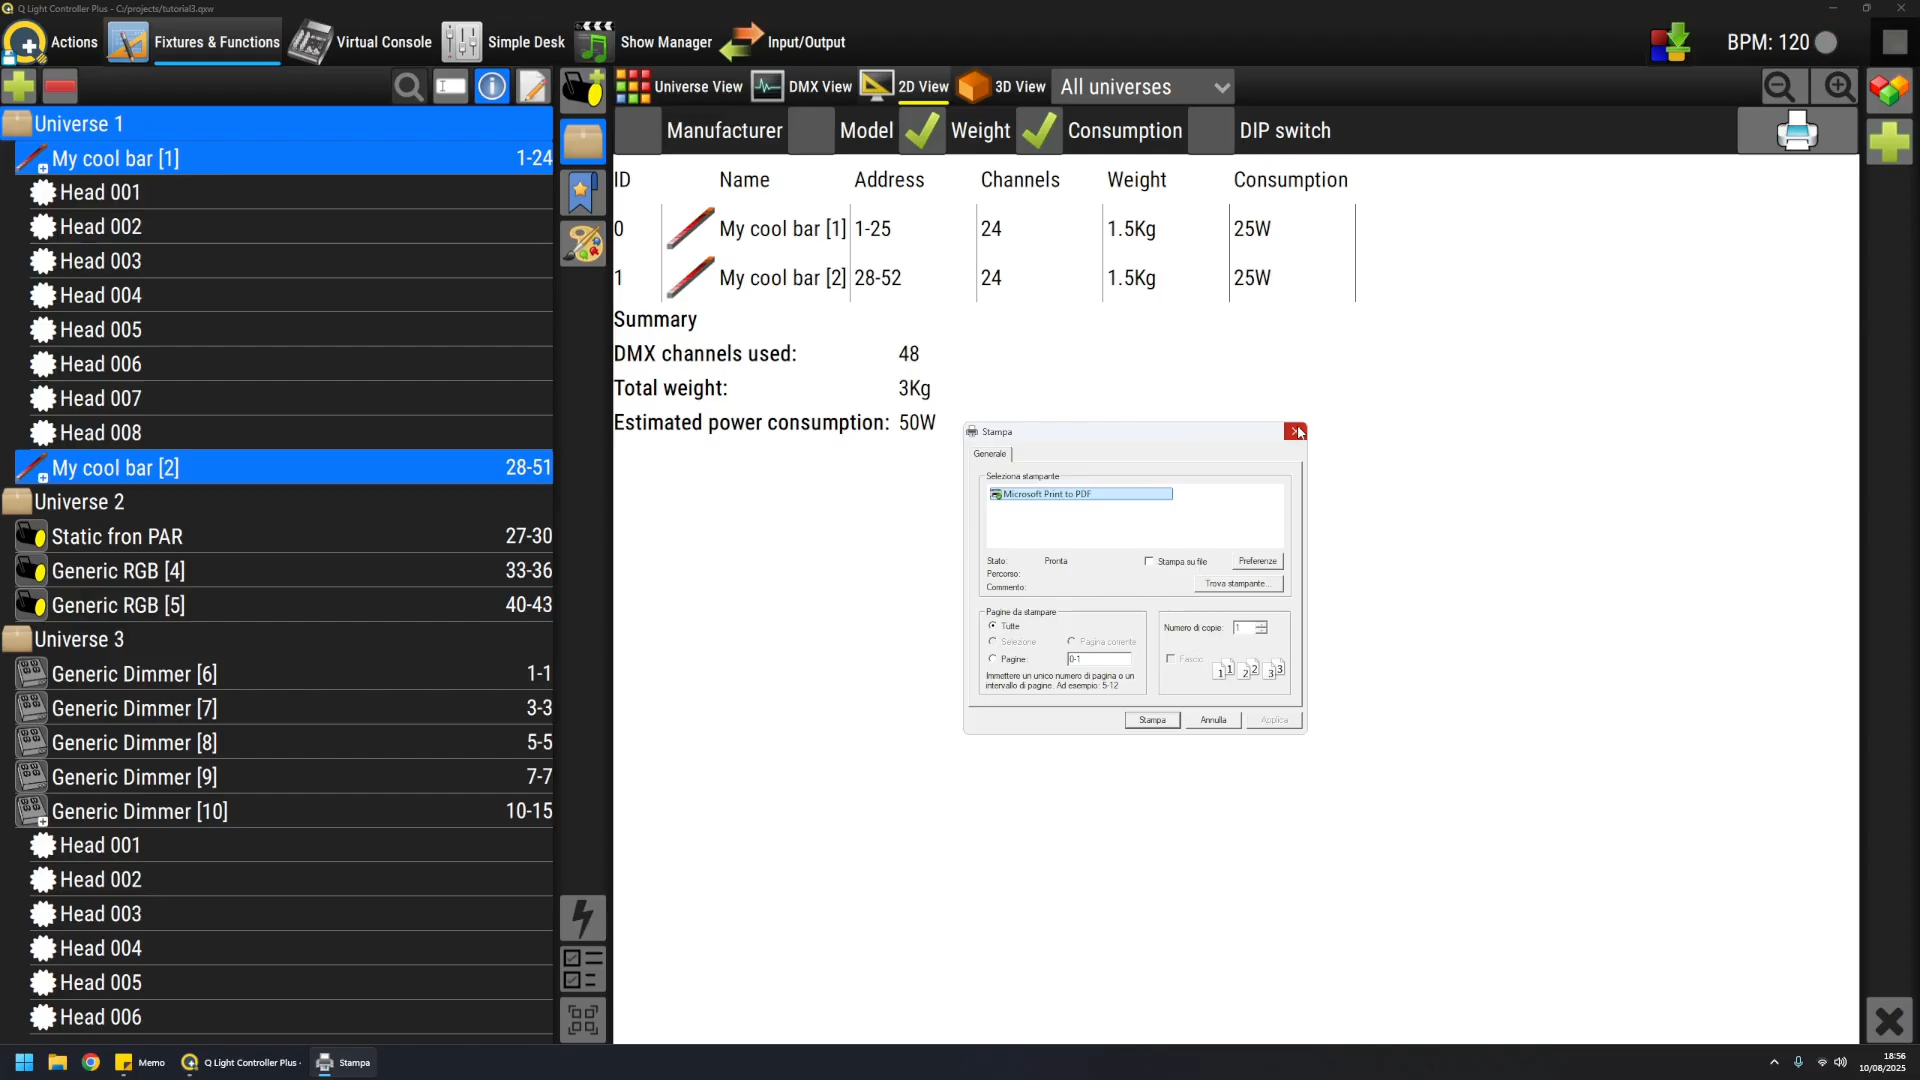 Q Light Controller Plus - C:/projects/tutorial3.qxw
Actions
Fixtures & Functions
Virtual Console
Simple Desk
Show Manager
Input/Output
BPM: 120
Universe View
DMX View
2D View
3D View
All universes
Manufacturer
Model
Weight
Consumption
DIP switch
Universe 1
My cool bar [1] 1-24
Head 001
Head 002
Head 003
Head 004
Head 005
Head 006
Head 007
Head 008
My cool bar [2] 28-51
Universe 2
Static fron PAR 27-30
Generic RGB [4] 33-36
Generic RGB [5] 40-43
Universe 3
Generic Dimmer [6] 1-1
Generic Dimmer [7] 3-3
Generic Dimmer [8] 5-5
Generic Dimmer [9] 7-7
Generic Dimmer [10] 10-15
Head 001
Head 002
Head 003
Head 004
Head 005
Head 006
ID Name Address Channels Weight Consumption
0 My cool bar [1] 1-25 24 1.5Kg 25W
1 My cool bar [2] 28-52 24 1.5Kg 25W
Summary
DMX channels used: 48
Total weight: 3Kg
Estimated power consumption: 50W
Stampa
Generale
Seleziona stampante
Microsoft Print to PDF
Stato: Pronta
Percorso:
Commento:
Stampa su file
Preferenze
Trova stampante...
Pagine da stampare
Tutte
Selezione
Pagina corrente
Pagine: 0-1
Immettere un unico numero di pagina o un
intervallo di pagine. Ad esempio: 5-12
Numero di copie: 1
Fascic.
1 1 2 2 3 3
Stampa
Annulla
Applica
Memo
Q Light Controller Plus -
Stampa
18:56
10/08/2025